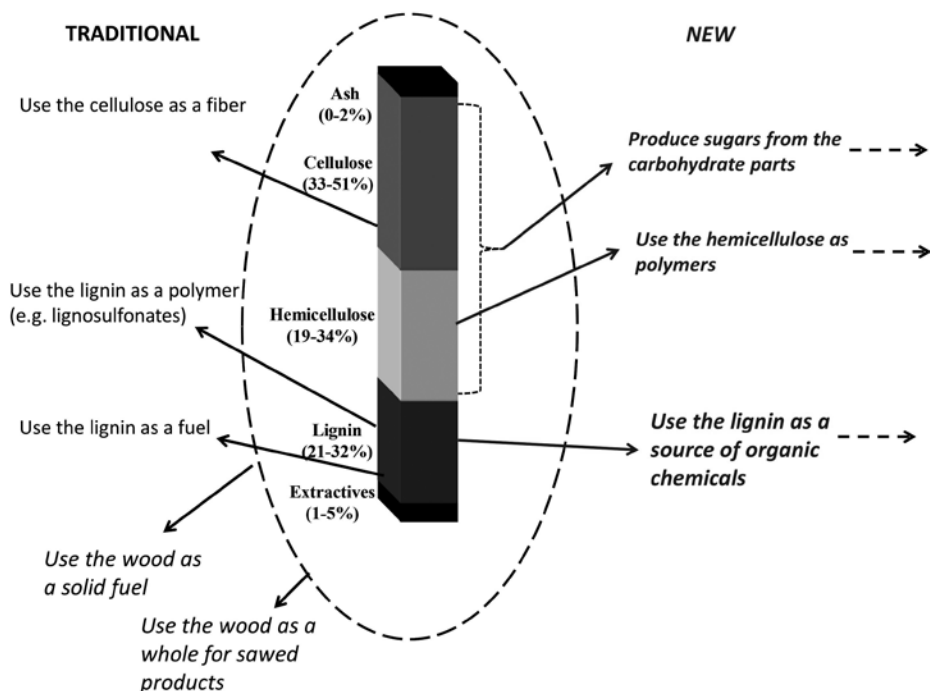 TRADITIONAL
NEW
Use the cellulose as a fiber
Ash
(0-2%)
Cellulose
(33-51%)
Produce sugars from the
carbohydrate parts
Use the hemicellulose as
polymers
Use the lignin as a polymer
(e.g. lignosulfonates)
Hemicellulose
(19-34%)
Use the lignin as a fuel
Lignin
(21-32%)
Extractives
(1-5%)
Use the lignin as a
source of organic
chemicals
Use the wood as
a solid fuel
Use the wood as a
whole for sawed
products